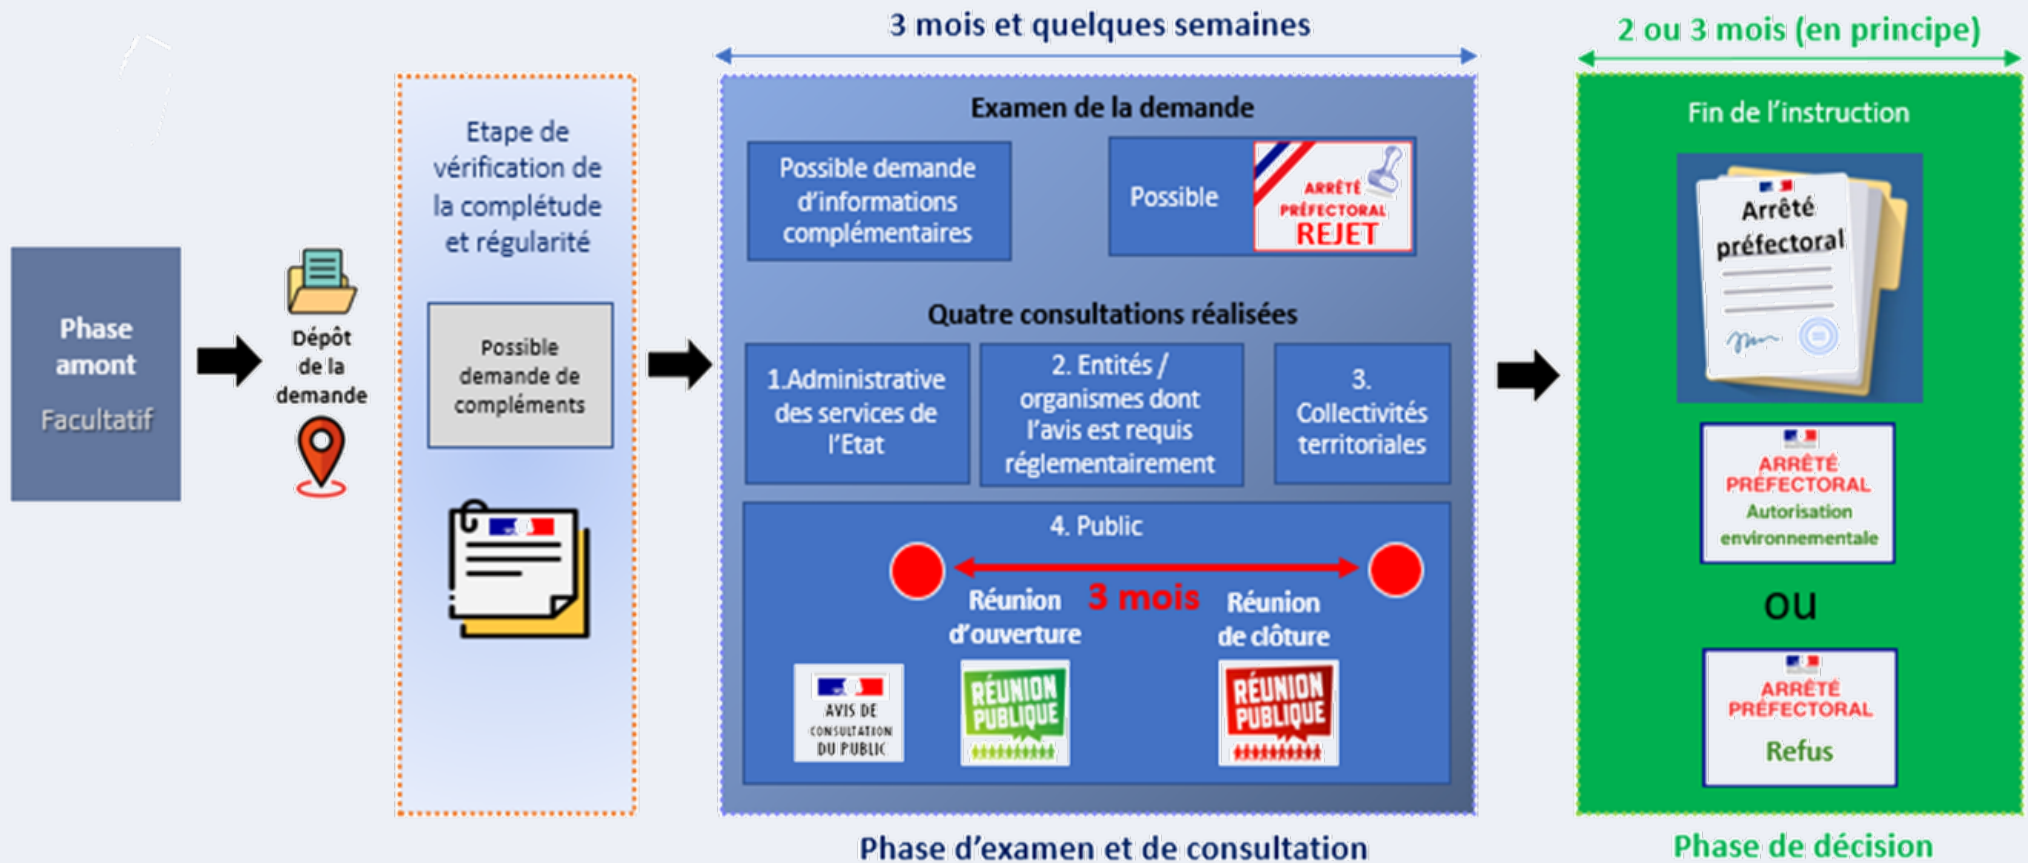 3 mois et quelques semaines
2 ou 3 mois (en principe)
Phase
amont
Facultatif
Dépôt
de la
demande
Etape de
vérification de
la complétude
et régularité
Possible
demande de
compléments
Examen de la demande
Possible demande
d'informations
complémentaires
Possible
ARRÊTÉ
PRÉFECTORAL
REJET
Quatre consultations réalisées
1.Administrative
des services de
l'Etat
2. Entités /
organismes dont
l'avis est requis
réglementairement
3.
Collectivités
territoriales
4. Public
3 mois
Réunion
d'ouverture
Réunion
de clôture
AVIS DE
CONSULTATION
DU PUBLIC
RÉUNION
PUBLIQUE
RÉUNION
PUBLIQUE
Phase d'examen et de consultation
Fin de l'instruction
Arrêté
préfectoral
ARRÊTÉ
PRÉFECTORAL
Autorisation
environnementale
ou
ARRÊTÉ
PRÉFECTORAL
Refus
Phase de décision